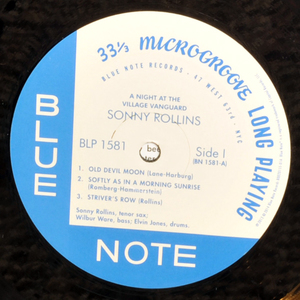 33⅓ MICROGROOVE LONG PLAYING
BLUE NOTE RECORDS • 47 WEST 63rd • NYC
A NIGHT AT THE
VILLAGE VANGUARD
SONNY ROLLINS
BLP 1581
Side 1
(BN 1581-A)
1. OLD DEVIL MOON (Lane-Harburg)
2. SOFTLY AS IN A MORNING SUNRISE
(Romberg-Hammerstein)
3. STRIVER'S ROW (Rollins)
Sonny Rollins, tenor sax;
Wilbur Ware, bass; Elvin Jones, drums.
BLUE
NOTE